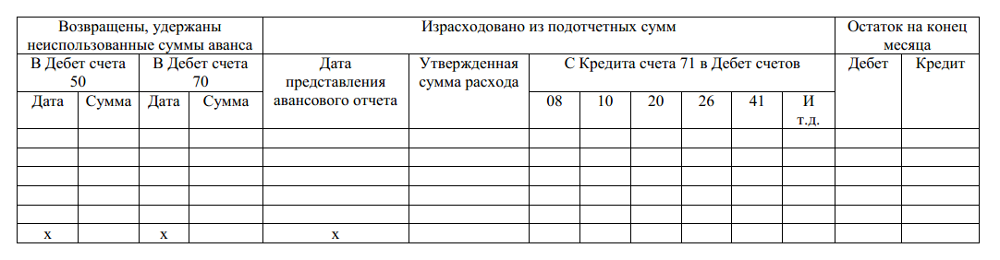 Возвращены, удержаны
неиспользованные суммы аванса
Израсходовано из подотчетных сумм
Остаток на конец
месяца
В Дебет счета
50
В Дебет счета
70
Дата
представления
авансового отчета
Утвержденная
сумма расхода
С Кредита счета 71 в Дебет счетов
Дебет
Кредит
Дата
Сумма
Дата
Сумма
08
10
20
26
41
И
т.д.
х
х
х